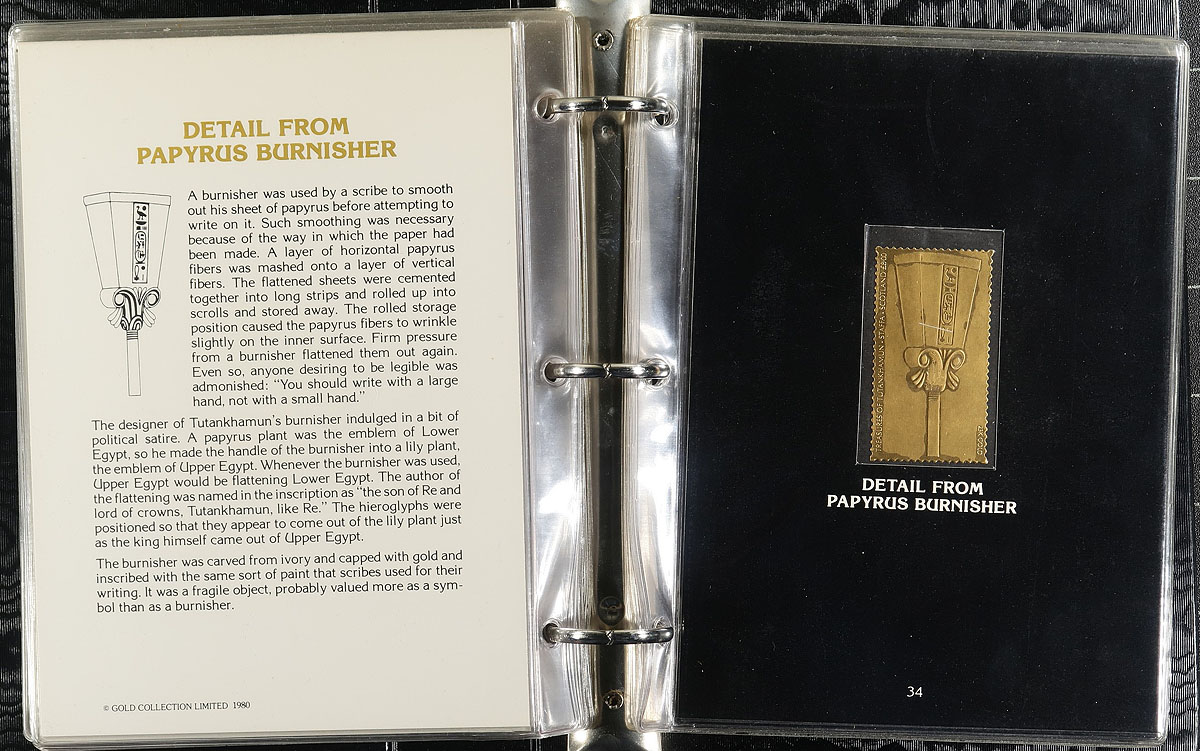 DETAIL FROM
PAPYRUS BURNISHER
A burnisher was used by a scribe to smooth
out his sheet of papyrus before attempting to
write on it. Such smoothing was necessary
because of the way in which the paper had
been made. A layer of horizontal papyrus
fibers was mashed onto a layer of vertical
fibers. The flattened sheets were cemented
together into long strips and rolled up into
scrolls and stored away. The rolled storage
position caused the papyrus fibers to wrinkle
slightly on the inner surface. Firm pressure
from a burnisher flattened them out again.
Even so, anyone desiring to be legible was
admonished: “You should write with a large
hand, not with a small hand.”
The designer of Tutankhamun's burnisher indulged in a bit of
political satire. A papyrus plant was the emblem of Lower
Egypt, so he made the handle of the burnisher into a lily plant,
the emblem of Upper Egypt. Whenever the burnisher was used,
Upper Egypt would be flattening Lower Egypt. The author of
the flattening was named in the inscription as “the son of Re and
lord of crowns, Tutankhamun, like Re.” The hieroglyphs were
positioned so that they appear to come out of the lily plant just
as the king himself came out of Upper Egypt.
The burnisher was carved from ivory and capped with gold and
inscribed with the same sort of paint that scribes used for their
writing. It was a fragile object, probably valued more as a sym-
bol than as a burnisher.
© GOLD COLLECTION LIMITED 1980
TREASURES OF TUTANKHAMUN • STAFFA • SCOTLAND £8.00
DETAIL FROM
PAPYRUS BURNISHER
34